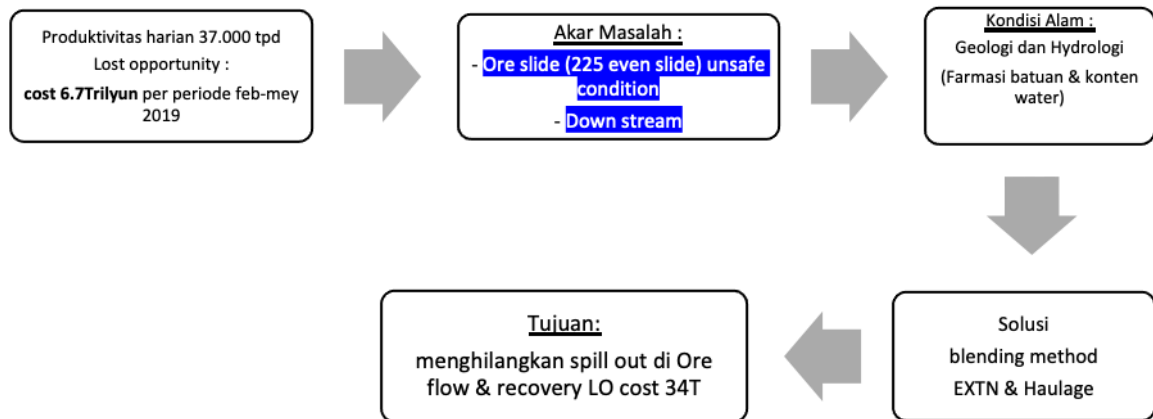 Produktivitas harian 37.000 tpd
Lost opportunity :
cost 6.7Trilyun per periode feb-mey
2019
Akar Masalah :
- Ore slide (225 even slide) unsafe
condition
- Down stream
Kondisi Alam :
Geologi dan Hydrologi
(Farmasi batuan & konten
water)
Solusi
blending method
EXTN & Haulage
Tujuan:
menghilangkan spill out di Ore
flow & recovery LO cost 34T